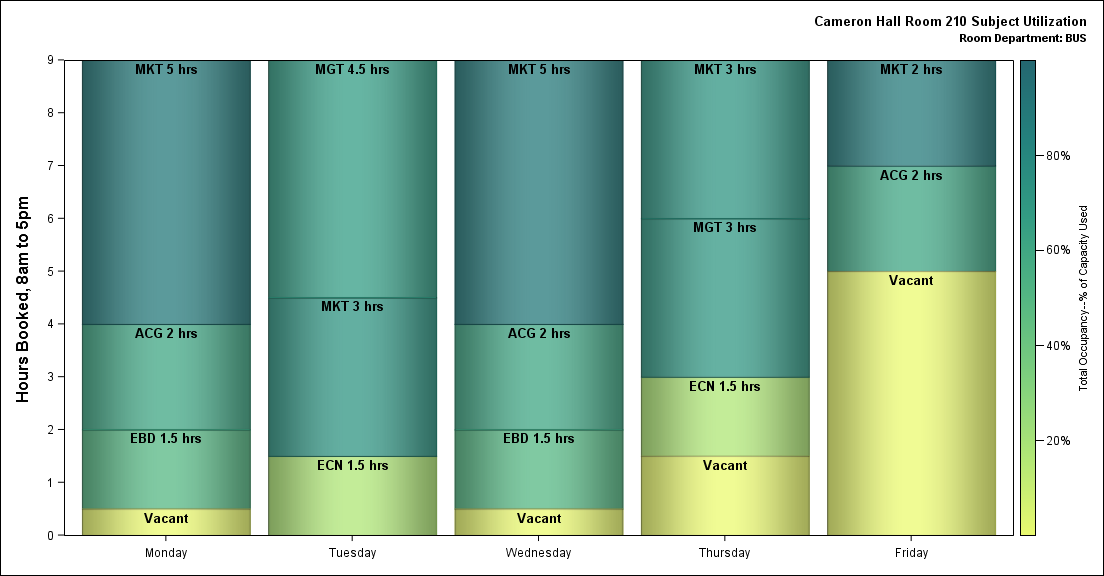 Cameron Hall Room 210 Subject Utilization
Room Department: BUS
Hours Booked, 8am to 5pm
9
8
7
6
5
4
3
2
1
0
MKT 5 hrs
ACG 2 hrs
EBD 1.5 hrs
Vacant
Monday
MGT 4.5 hrs
MKT 3 hrs
ECN 1.5 hrs
Tuesday
MKT 5 hrs
ACG 2 hrs
EBD 1.5 hrs
Vacant
Wednesday
MKT 3 hrs
MGT 3 hrs
ECN 1.5 hrs
Vacant
Thursday
MKT 2 hrs
ACG 2 hrs
Vacant
Friday
80%
60%
40%
20%
Total Occupancy--% of Capacity Used